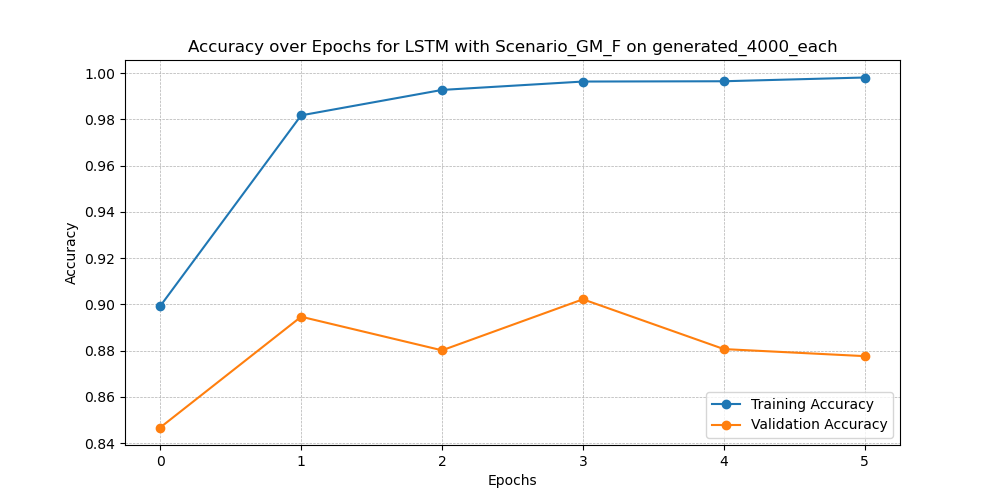 Accuracy over Epochs for LSTM with Scenario_GM_F on generated_4000_each
1.00
0.98
0.96
0.94
0.92
0.90
0.88
0.86
0.84
Accuracy
Training Accuracy
Validation Accuracy
0 1 2 3 4 5
Epochs